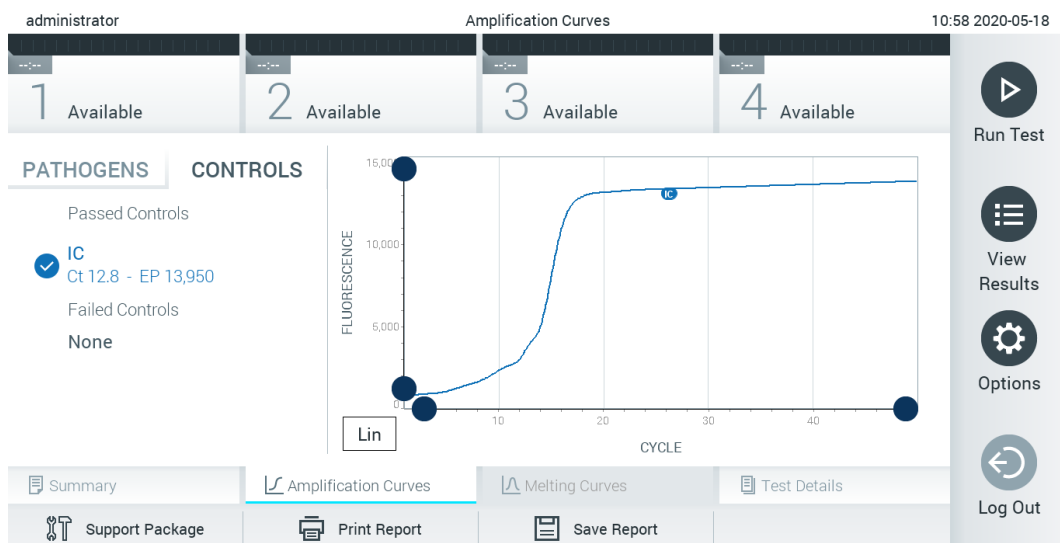 administrator
Amplification Curves
10:58 2020-05-18
--:--
1 Available
--:--
2 Available
--:--
3 Available
--:--
4 Available
Run Test
View
Results
Options
Log Out
PATHOGENS
CONTROLS
Passed Controls
IC
Ct 12.8 - EP 13,950
Failed Controls
None
FLUORESCENCE
15,000
10,000
5,000
0
IC
10
20
30
40
CYCLE
Lin
Summary
Amplification Curves
Melting Curves
Test Details
Support Package
Print Report
Save Report